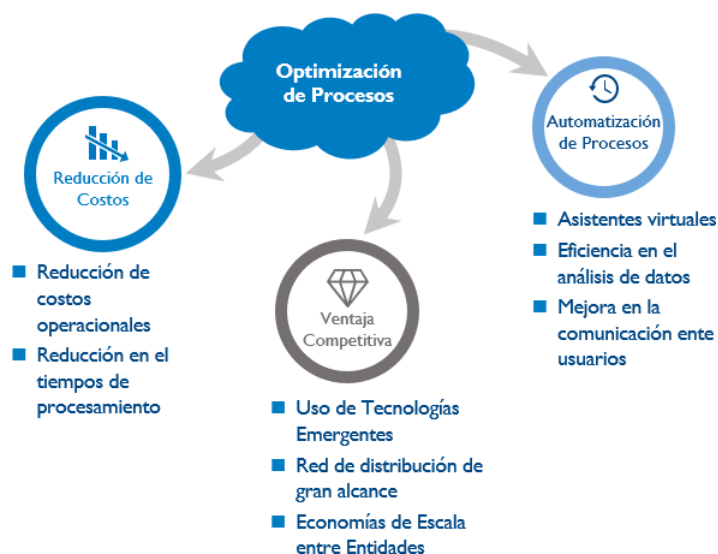 Optimización
de Procesos
Reducción de
Costos
Reducción de
costos
operacionales
Reducción en el
tiempos de
procesamiento
Ventaja
Competitiva
Uso de Tecnologías
Emergentes
Red de distribución de
gran alcance
Economías de Escala
entre Entidades
Automatización
de Procesos
Asistentes virtuales
Eficiencia en el
análisis de datos
Mejora en la
comunicación ente
usuarios